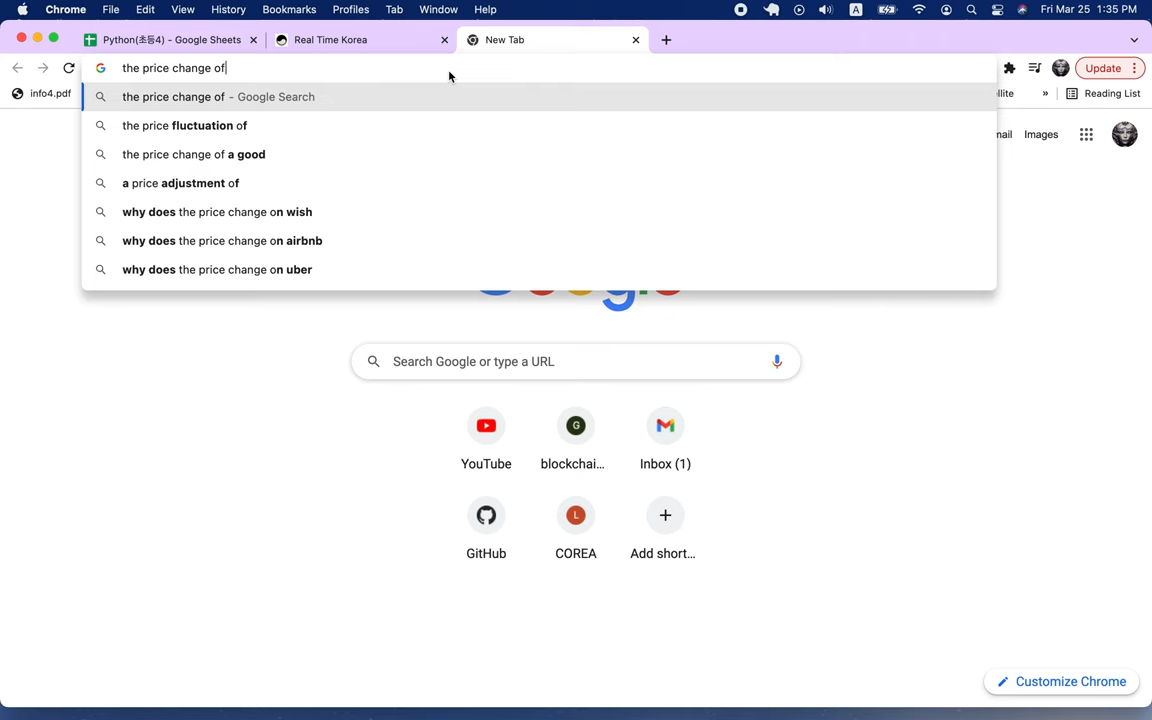 Chrome File Edit View History Bookmarks Profiles Tab Window Help A Fri Mar 25 1:35 PM
Python(초등4) - Google Sheets Real Time Korea New Tab
the price change of Update
info4.pdf the price change of - Google Search llite » Reading List
the price fluctuation of nail Images
the price change of a good
a price adjustment of
why does the price change on wish
why does the price change on airbnb
why does the price change on uber
Search Google or type a URL
G L
YouTube blockchai... Inbox (1)
GitHub COREA Add short...
Customize Chrome